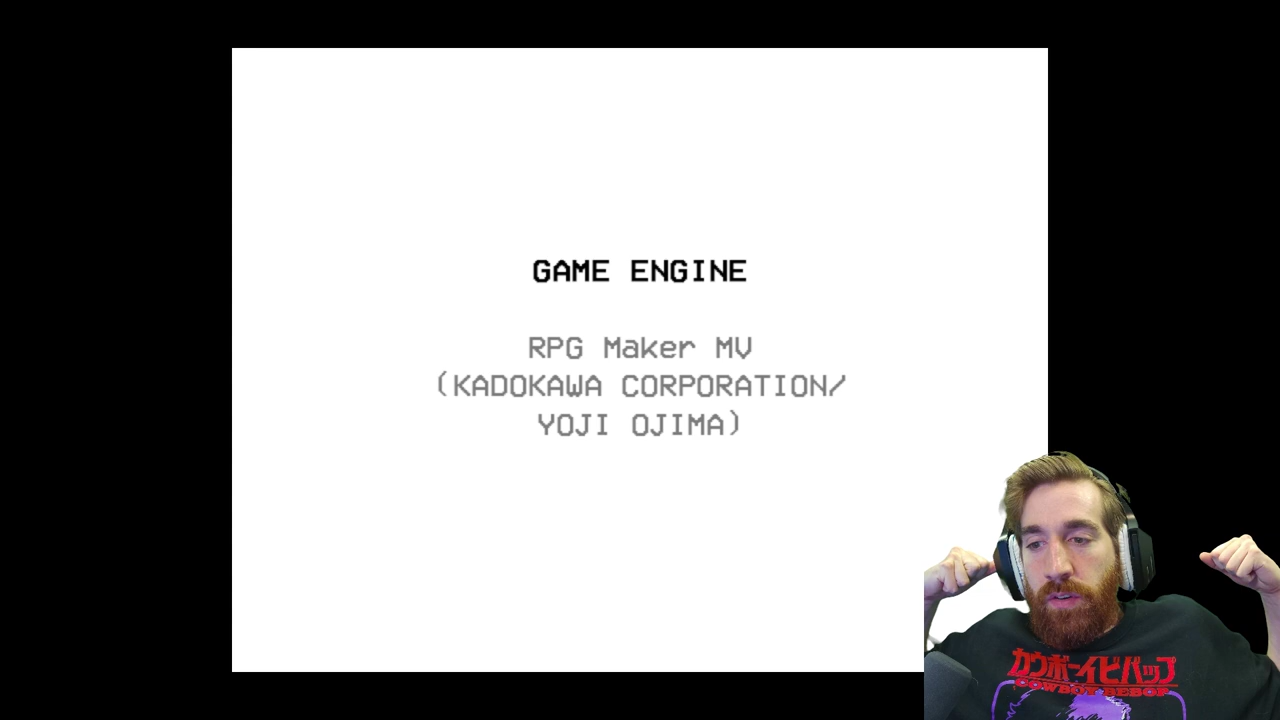 GAME ENGINE
RPG Maker MV
(KADOKAWA CORPORATION/
YOJI OJIMA)
カウボーイビバップ
COWBOY BEBOP